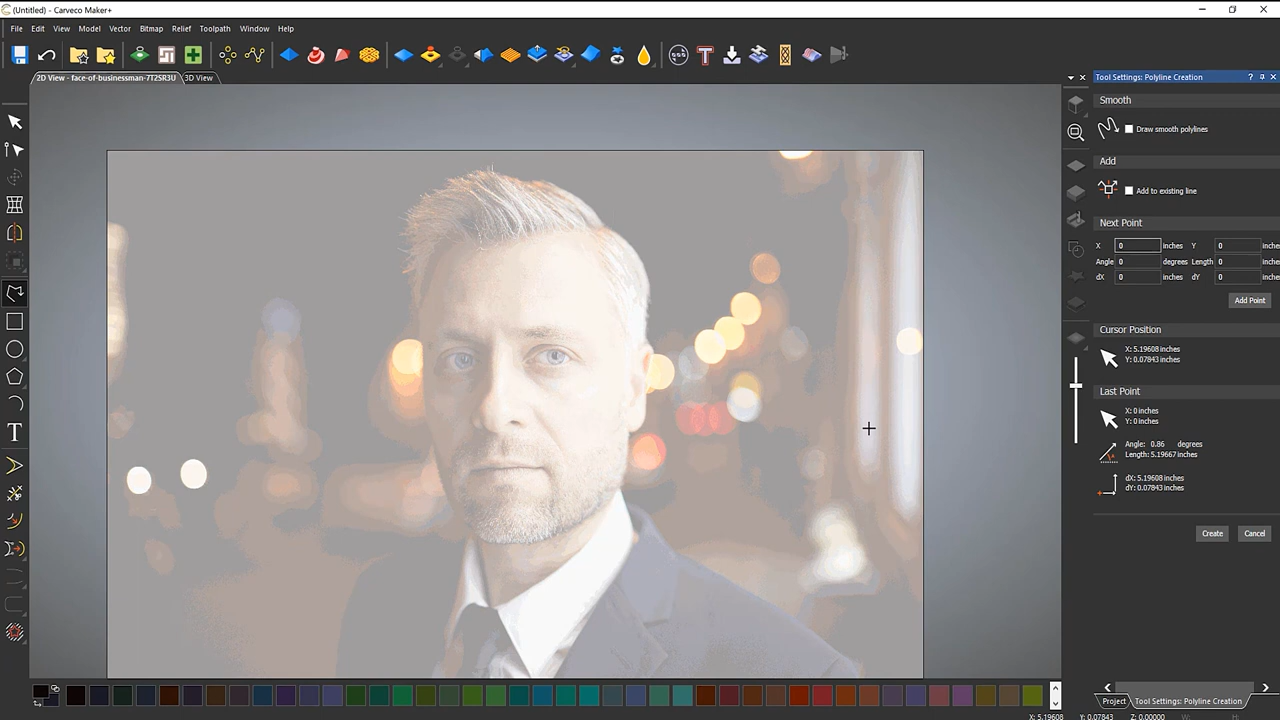 (Untitled) - Carveco Maker+
File Edit View Model Vector Bitmap Relief Toolpath Window Help
2D View - face-of-businessman-7T2SR3U 3D View
Tool Settings: Polyline Creation
Smooth
Draw smooth polylines
Add
Add to existing line
Next Point
X 0 inches Y 0 inche
Angle 0 degrees Length 0 inche
dX 0 inches dY 0 inche
Add Point
Cursor Position
X: 5.19608 inches
Y: 0.07843 inches
Last Point
X: 0 inches
Y: 0 inches
Angle: 0.86 degrees
Length: 5.19667 inches
dX: 5.19608 inches
dY: 0.07843 inches
Create Cancel
Project Tool Settings: Polyline Creation
X: 5.19608 Y: 0.07843 Z: 0.00000 W: H: